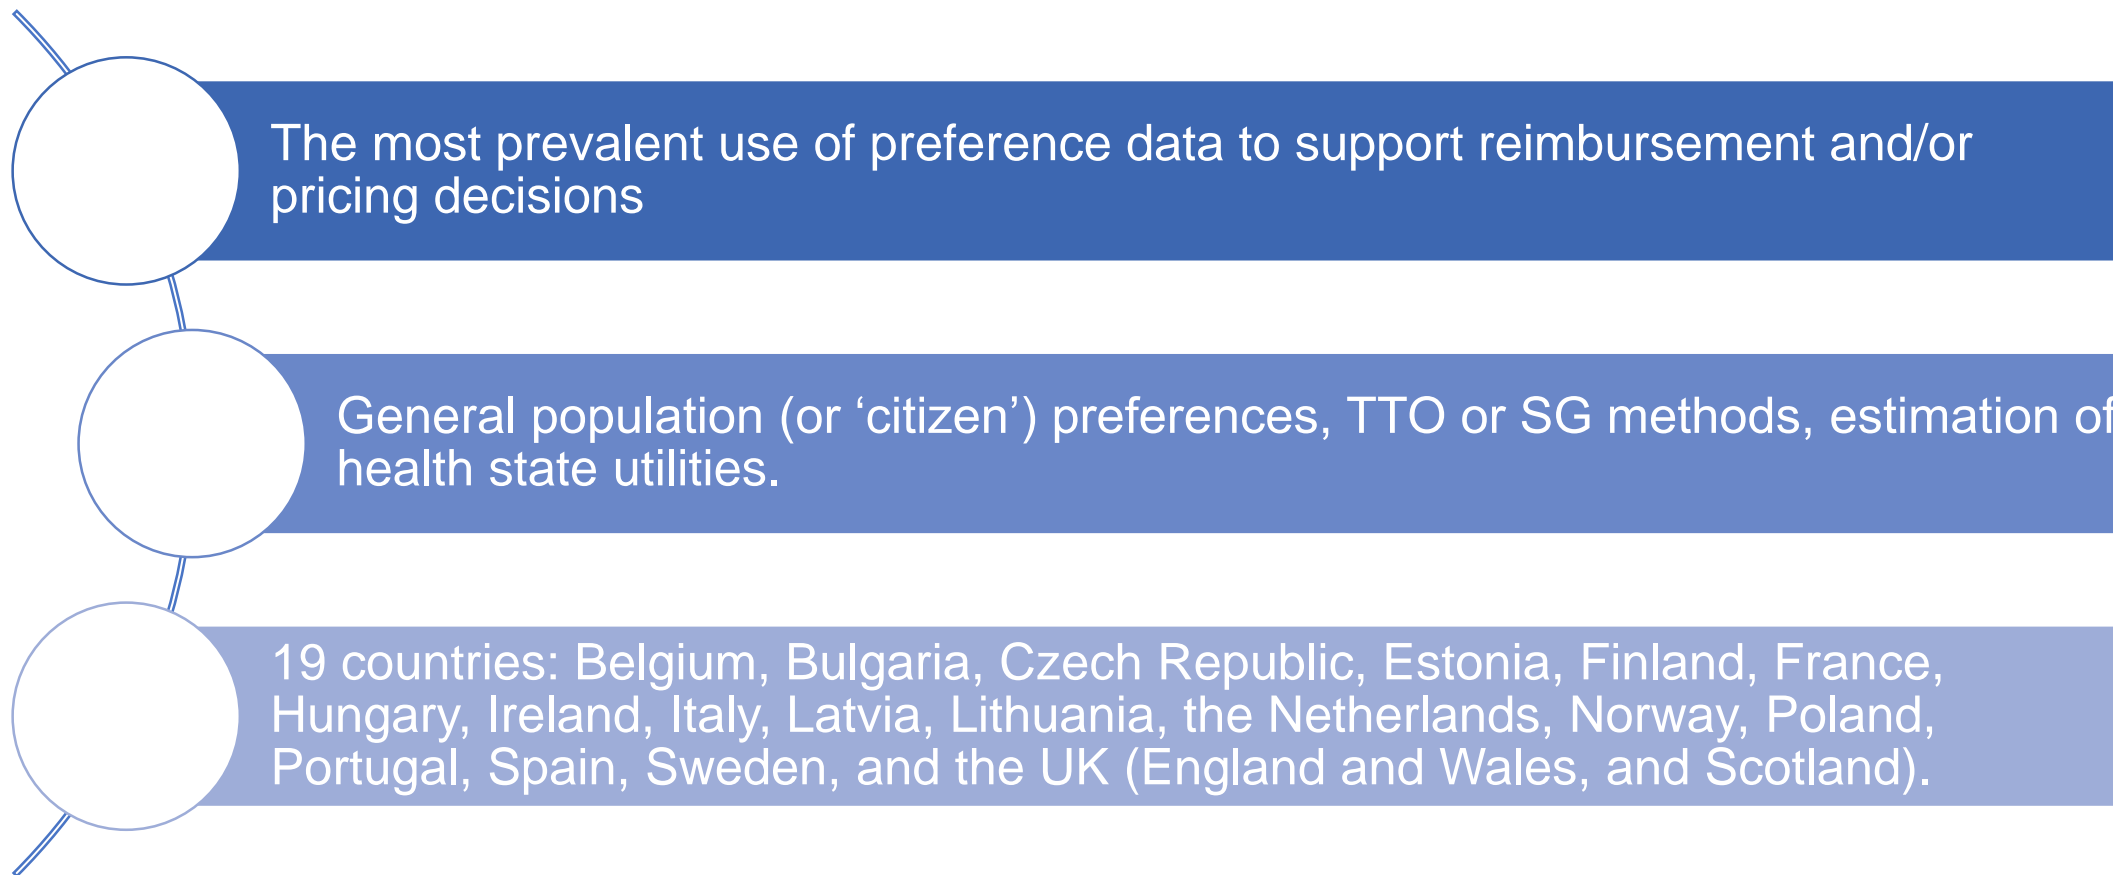 The most prevalent use of preference data to support reimbursement and/or
pricing decisions
General population (or ‘citizen’) preferences, TTO or SG methods, estimation of
health state utilities.
19 countries: Belgium, Bulgaria, Czech Republic, Estonia, Finland, France,
Hungary, Ireland, Italy, Latvia, Lithuania, the Netherlands, Norway, Poland,
Portugal, Spain, Sweden, and the UK (England and Wales, and Scotland).